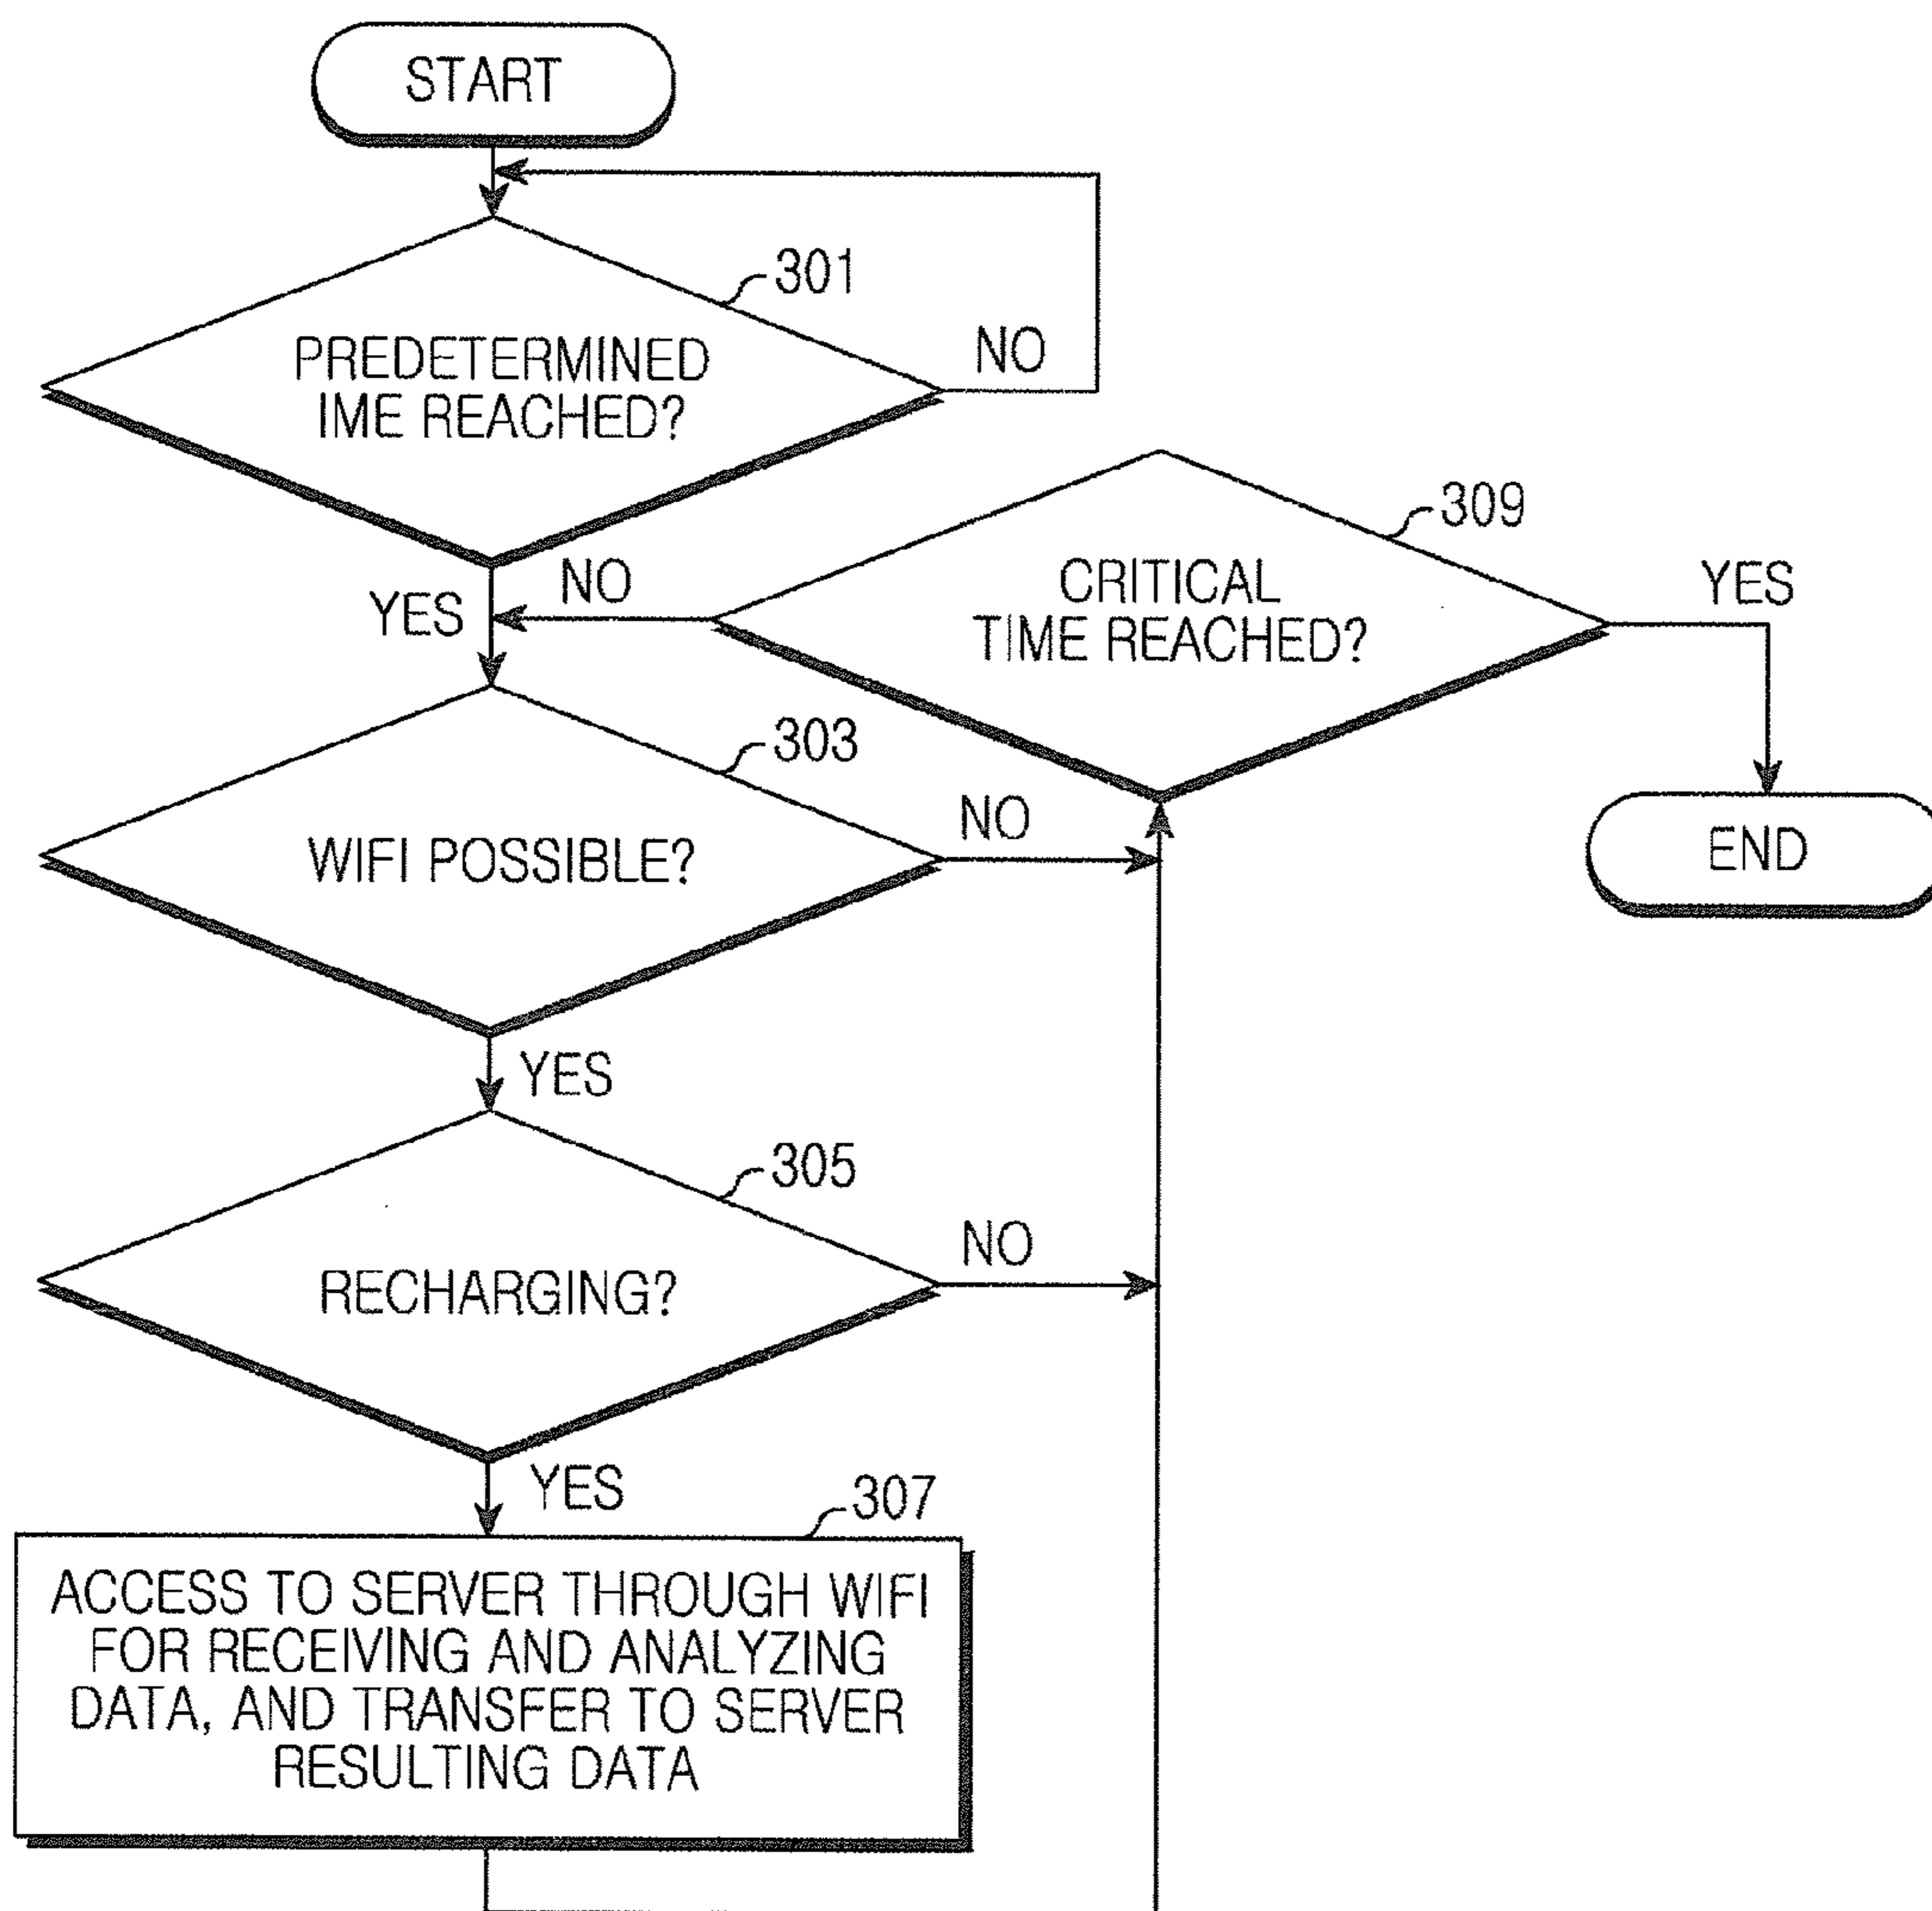 START
301
PREDETERMINED
IME REACHED?
NO
309
CRITICAL
TIME REACHED?
YES
NO
YES
303
WIFI POSSIBLE?
NO
END
YES
305
RECHARGING?
NO
YES
307
ACCESS TO SERVER THROUGH WIFI
FOR RECEIVING AND ANALYZING
DATA, AND TRANSFER TO SERVER
RESULTING DATA